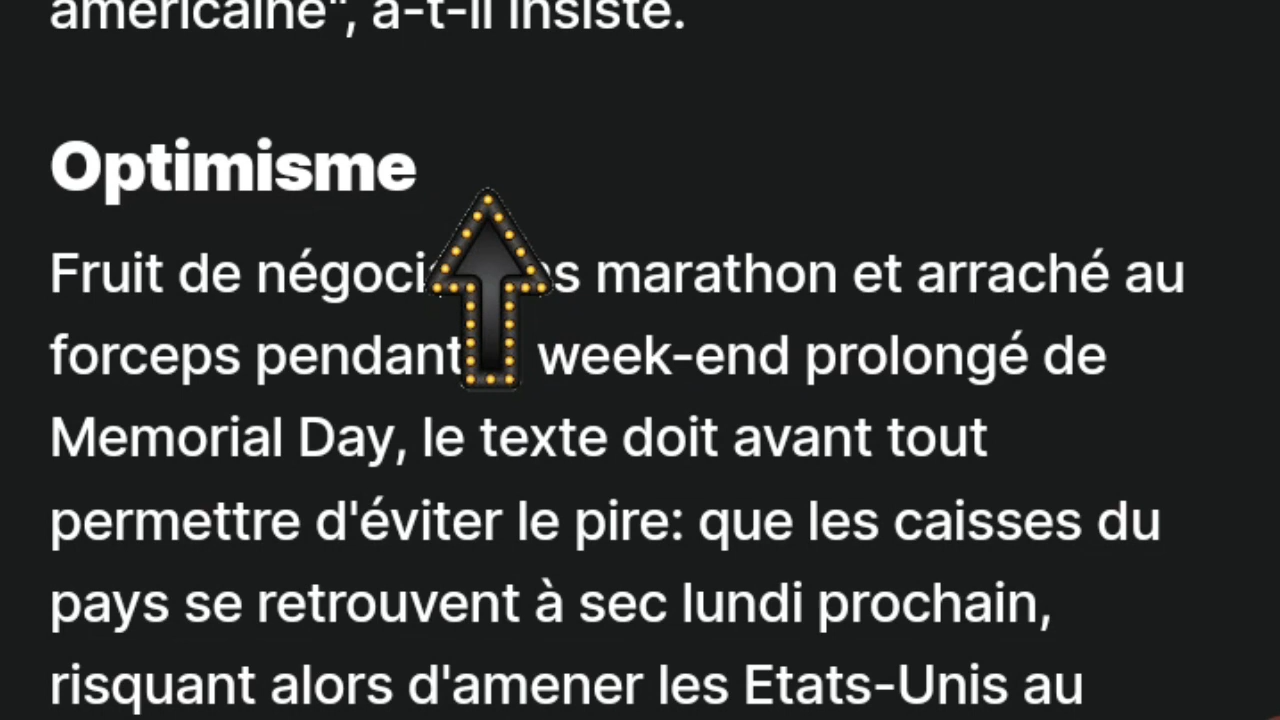 américaine", a-t-il insisté.
Optimisme
Fruit de marathon et arraché au
forceps pendant week-end prolongé de
Memorial Day, le texte doit avant tout
permettre d'éviter le pire: que les caisses du
pays se retrouvent à sec lundi prochain,
risquant alors d'amener les Etats-Unis au